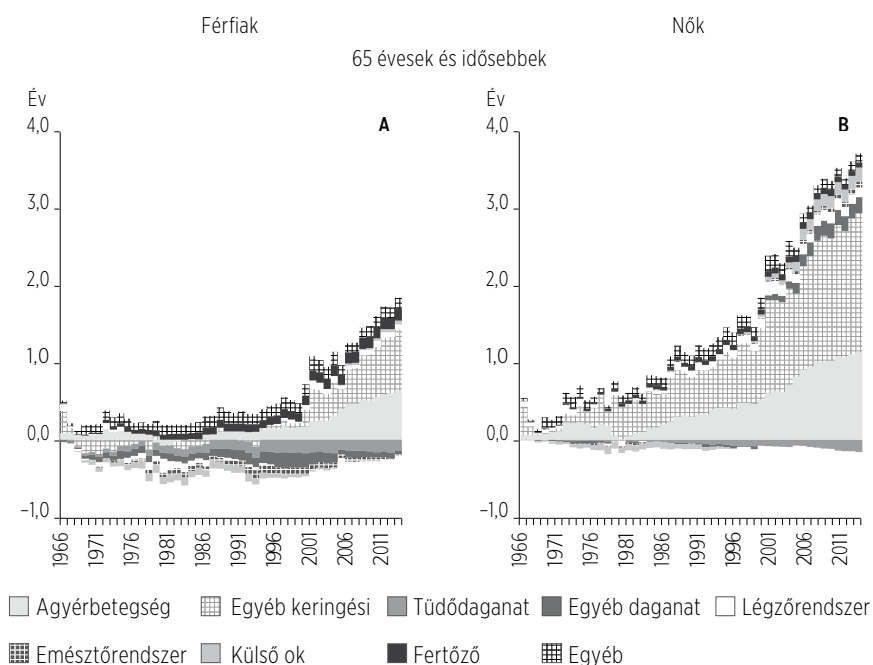 Férfiak Nők
65 évesek és idősebbek
Év Év
4,0 A 4,0 B
3,0 3,0
2,0 2,0
1,0 1,0
0,0 0,0
–1,0 –1,0
1966 1971 1976 1981 1986 1991 1996 2001 2006 2011 1966 1971 1976 1981 1986 1991 1996 2001 2006 2011
Agyérbetegség Egyéb keringési Tüdődaganat Egyéb daganat Légzőrendszer
Emésztőrendszer Külső ok Fertőző Egyéb